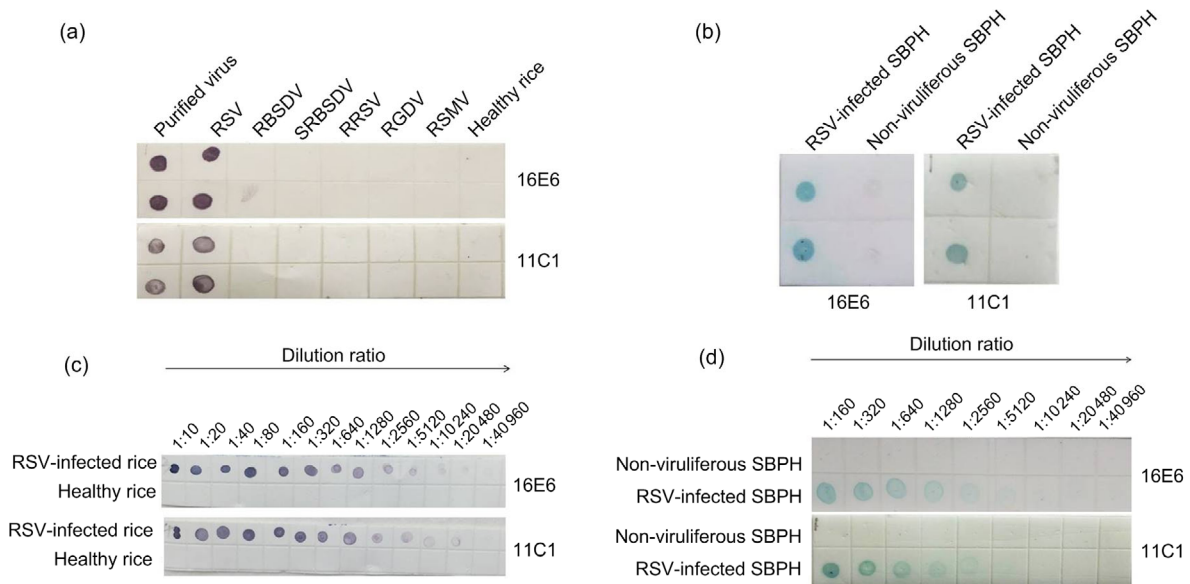 (a)
Purified virus
RSV
RBSDV
SRBSDV
RRSV
RGDV
RSMV
Healthy rice
16E6
11C1
(b)
RSV-infected SBPH
Non-viruliferous SBPH
RSV-infected SBPH
Non-viruliferous SBPH
16E6
11C1
(c)
Dilution ratio
1:10
1:20
1:40
1:80
1:160
1:320
1:640
1:1280
1:2560
1:5120
1:10 240
1:20 480
1:40 960
RSV-infected rice
Healthy rice
16E6
RSV-infected rice
Healthy rice
11C1
(d)
Dilution ratio
1:160
1:320
1:640
1:1280
1:2560
1:5120
1:10 240
1:20 480
1:40 960
Non-viruliferous SBPH
RSV-infected SBPH
16E6
Non-viruliferous SBPH
RSV-infected SBPH
11C1